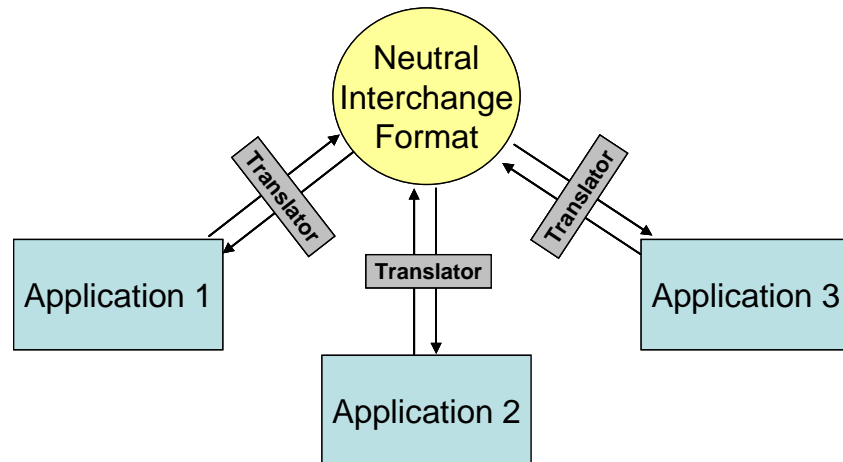 Neutral
Interchange
Format
Translator
Translator
Translator
Application 1
Application 3
Application 2